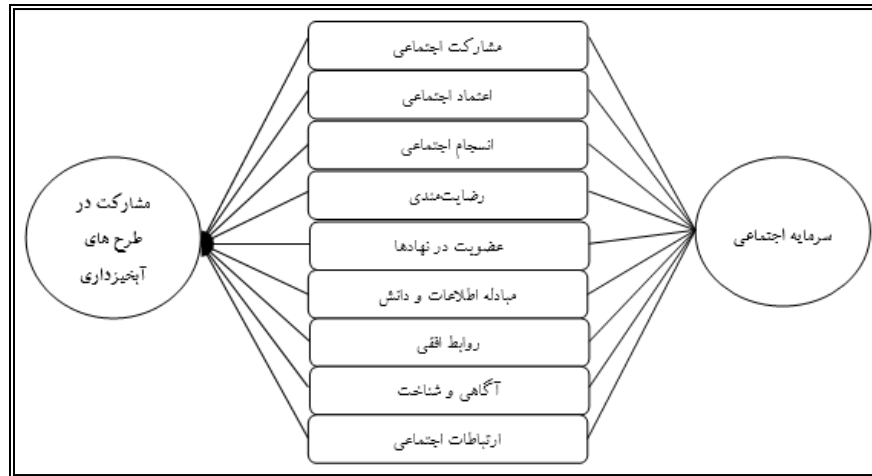 سرمایه اجتماعی
مشارکت اجتماعی
اعتماد اجتماعی
انسجام اجتماعی
رضایت‌مندی
عضویت در نهادها
مبادله اطلاعات و دانش
روابط افقی
آگاهی و شناخت
ارتباطات اجتماعی
مشارکت در
طرح های
آبخیزداری